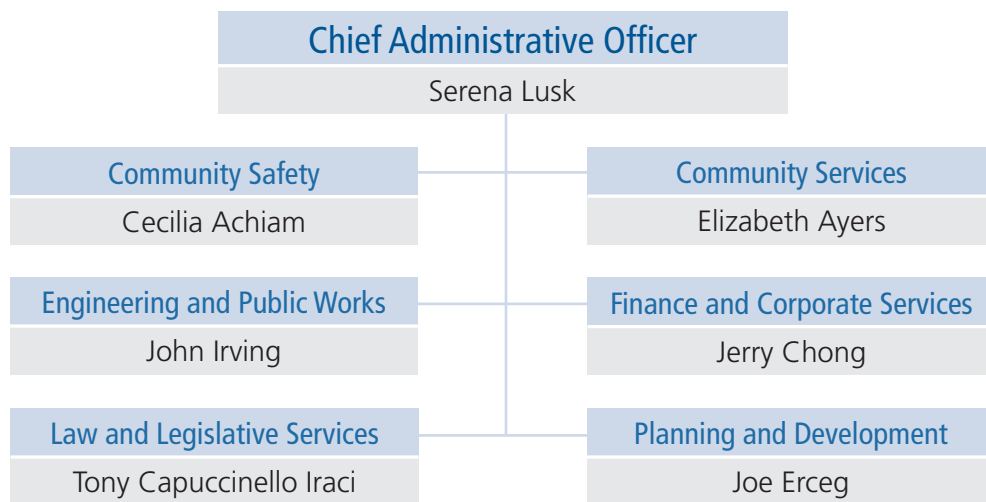 Chief Administrative Officer
Serena Lusk
Community Safety
Cecilia Achiam
Community Services
Elizabeth Ayers
Engineering and Public Works
John Irving
Finance and Corporate Services
Jerry Chong
Law and Legislative Services
Tony Capuccinello Iraci
Planning and Development
Joe Erceg